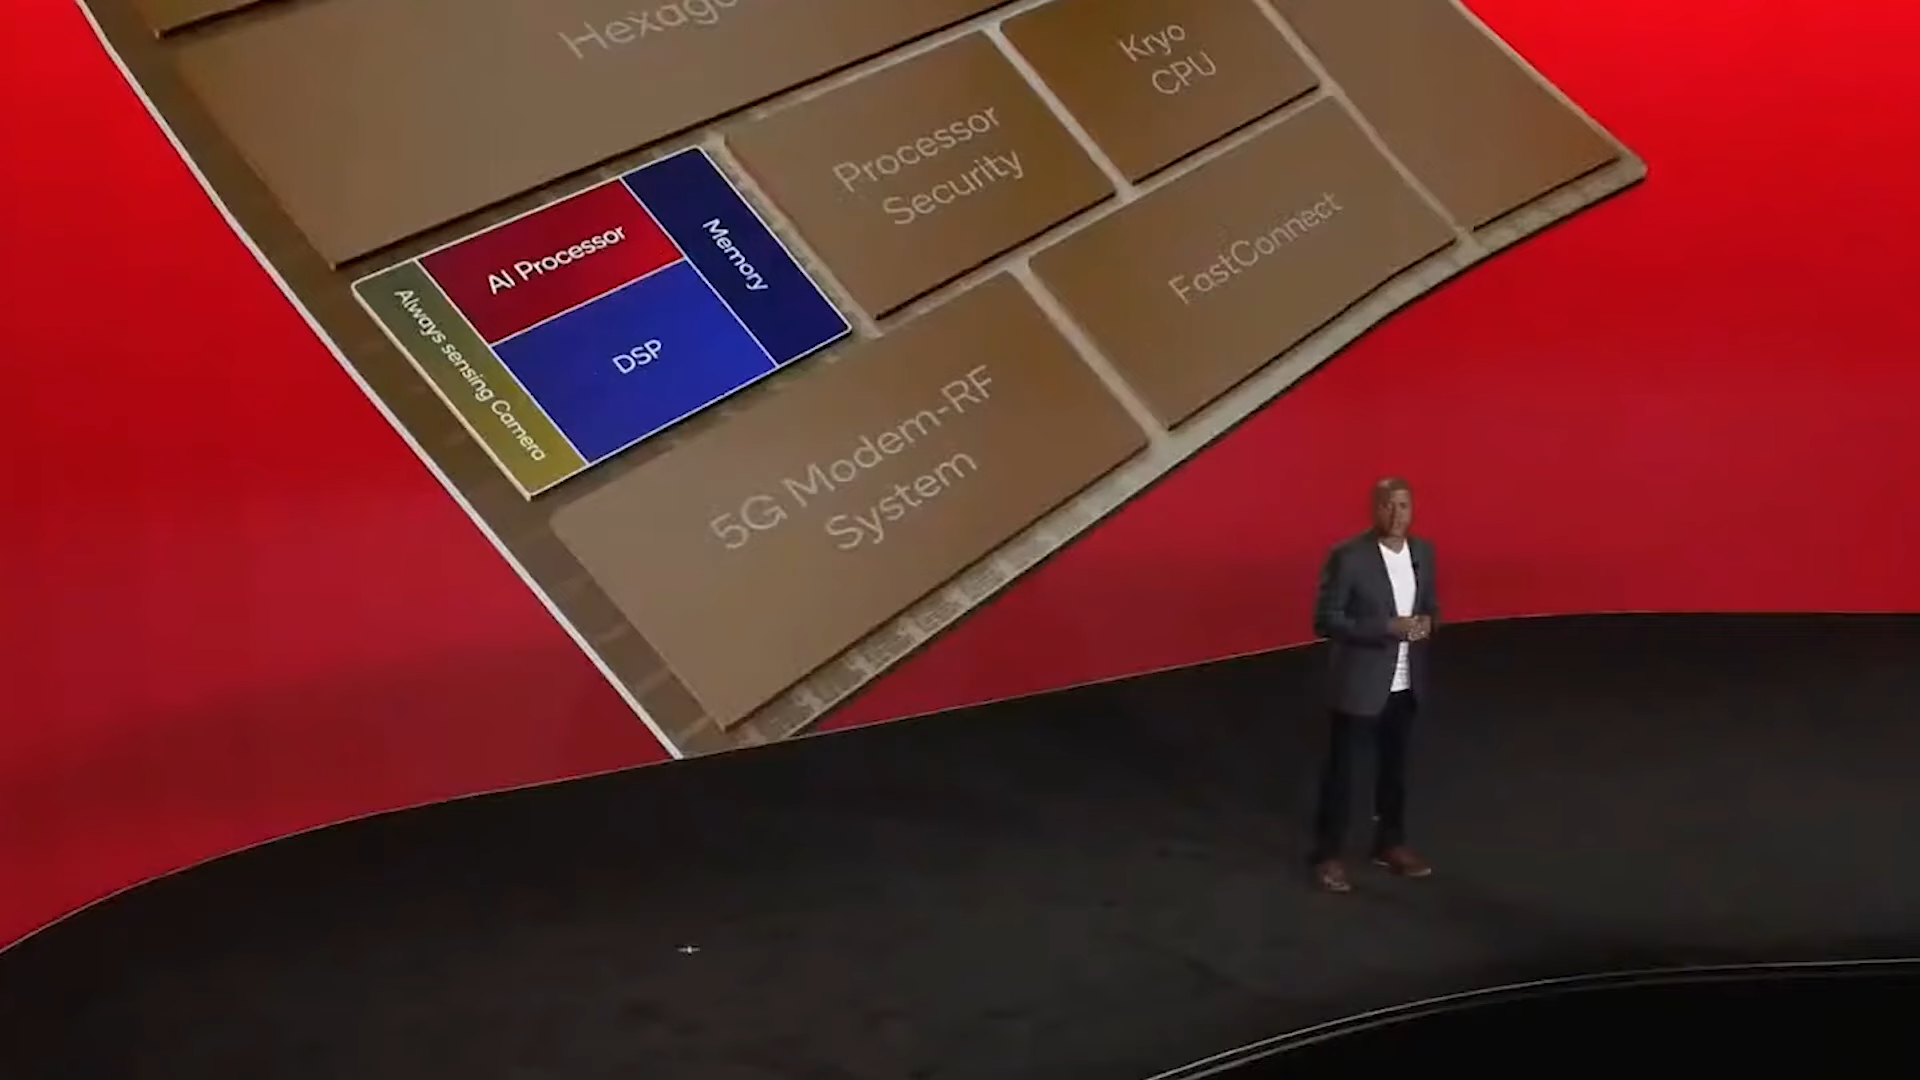 Kryo
CPU
Processor
Security
FastConnect
AI Processor
Memory
DSP
Always sensing Camera
5G Modem-RF
System